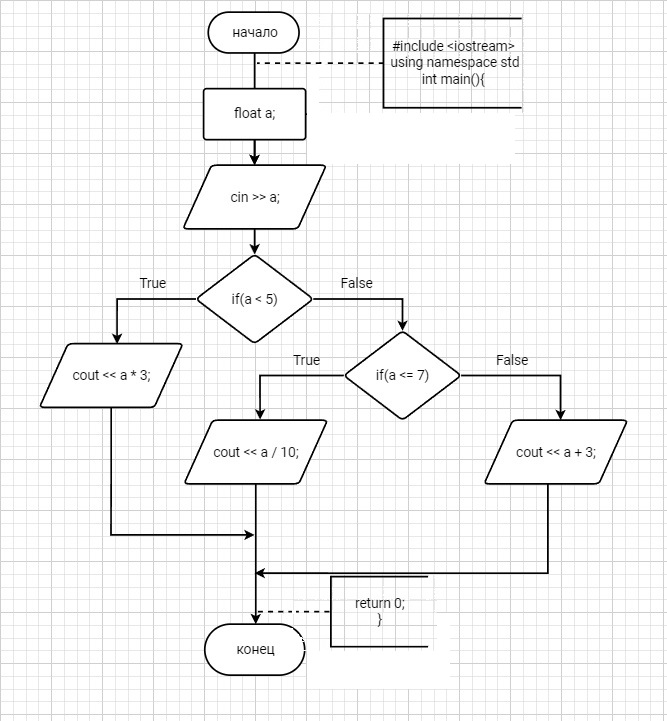 начало
#include <iostream>
using namespace std
int main(){
float a;
cin >> a;
if(a < 5)
True
False
cout << a * 3;
if(a <= 7)
True
False
cout << a / 10;
cout << a + 3;
return 0;
}
конец